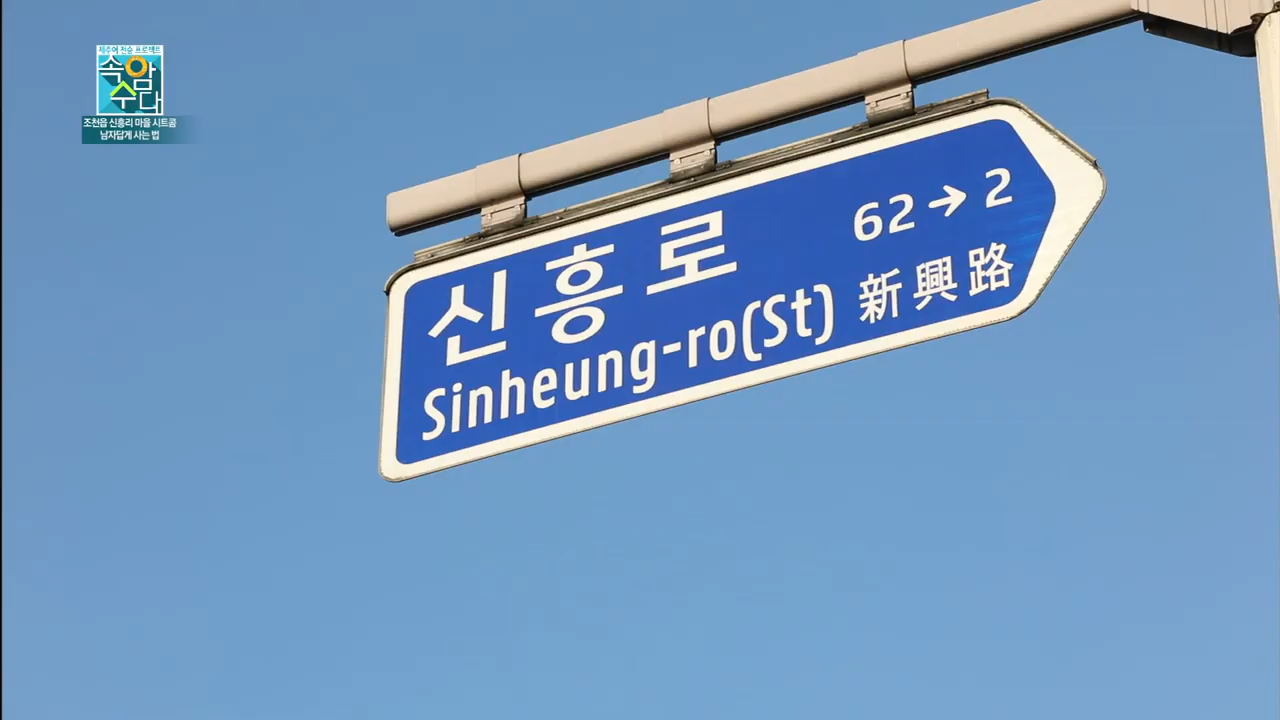 제주어 전승 프로젝트
속암
수다
조천읍 신흥리 마을 시트콤
남자답게 사는 법
신흥로
62→2
Sinheung-ro(St)
新興路